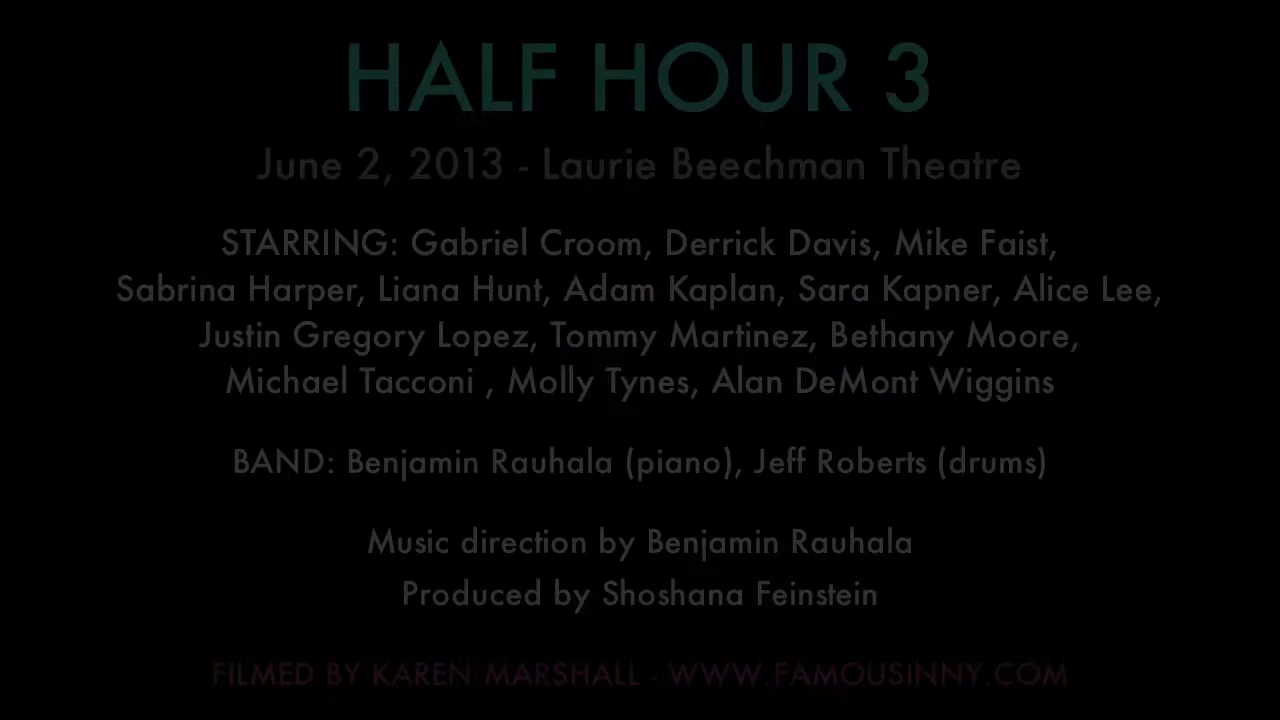 HALF HOUR 3
June 2, 2013 - Laurie Beechman Theatre
STARRING: Gabriel Croom, Derrick Davis, Mike Faist,
Sabrina Harper, Liana Hunt, Adam Kaplan, Sara Kapner, Alice Lee,
Justin Gregory Lopez, Tommy Martinez, Bethany Moore,
Michael Tacconi , Molly Tynes, Alan DeMont Wiggins
BAND: Benjamin Rauhala (piano), Jeff Roberts (drums)
Music direction by Benjamin Rauhala
Produced by Shoshana Feinstein
FILMED BY KAREN MARSHALL - WWW.FAMOUSINNY.COM